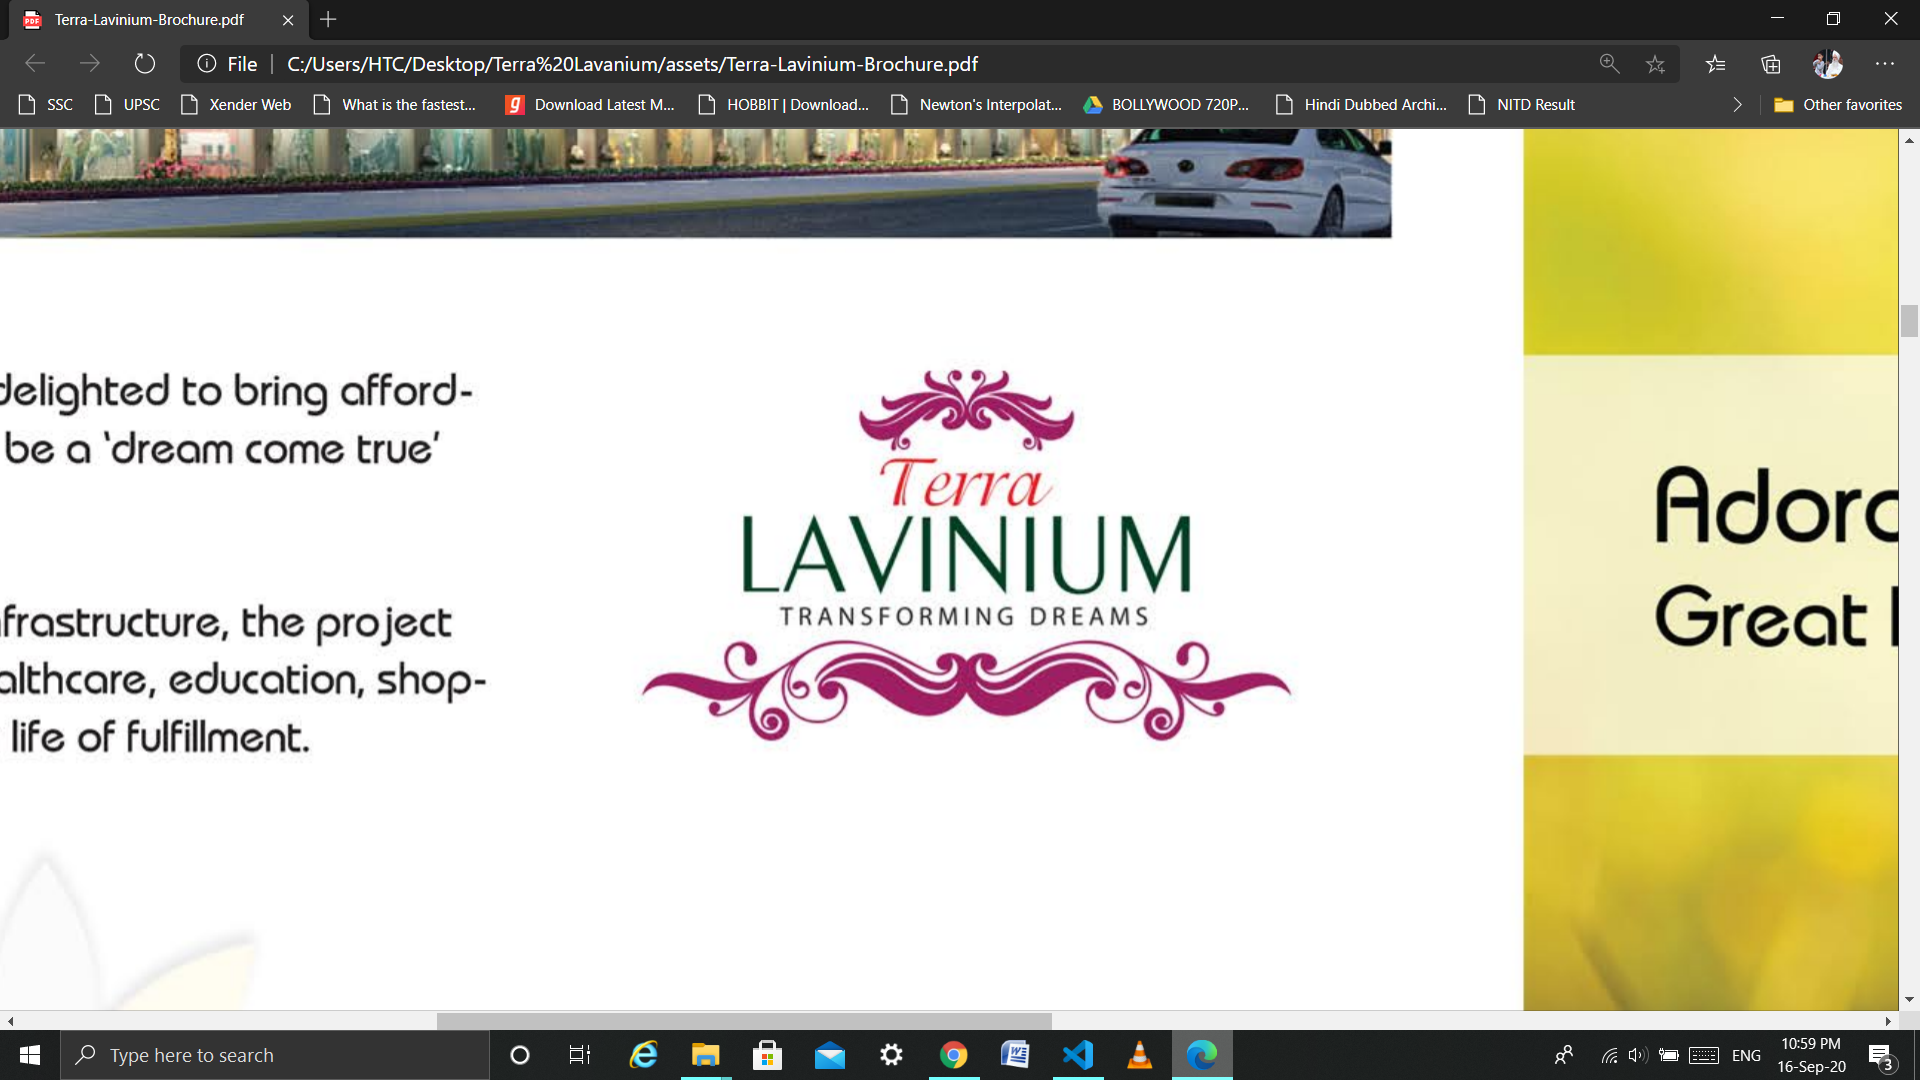 Terra-Lavinium-Brochure.pdf
File
C:/Users/HTC/Desktop/Terra%20Lavanium/assets/Terra-Lavinium-Brochure.pdf
SSC
UPSC
Xender Web
What is the fastest...
Download Latest M...
HOBBIT | Download...
Newton's Interpolat...
BOLLYWOOD 720P...
Hindi Dubbed Archi...
NITD Result
Other favorites
delighted to bring afford-
be a ‘dream come true’
frastructure, the project
althcare, education, shop-
life of fulfillment.
Terra
LAVINIUM
TRANSFORMING DREAMS
Adora
Great
Type here to search
ENG
10:59 PM
16-Sep-20
3